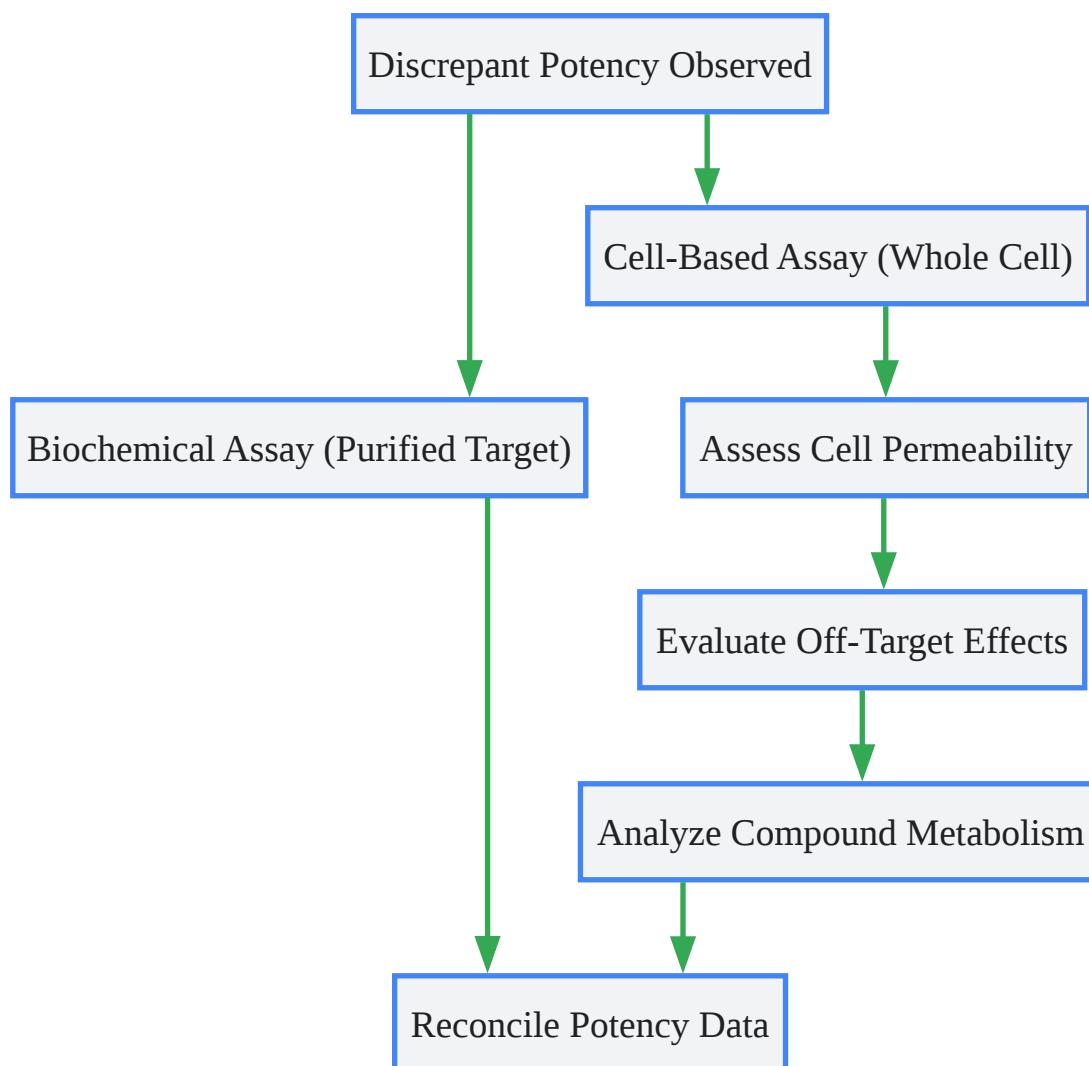 Discrepant Potency Observed
Cell-Based Assay (Whole Cell)
Biochemical Assay (Purified Target)
Assess Cell Permeability
Evaluate Off-Target Effects
Analyze Compound Metabolism
Reconcile Potency Data